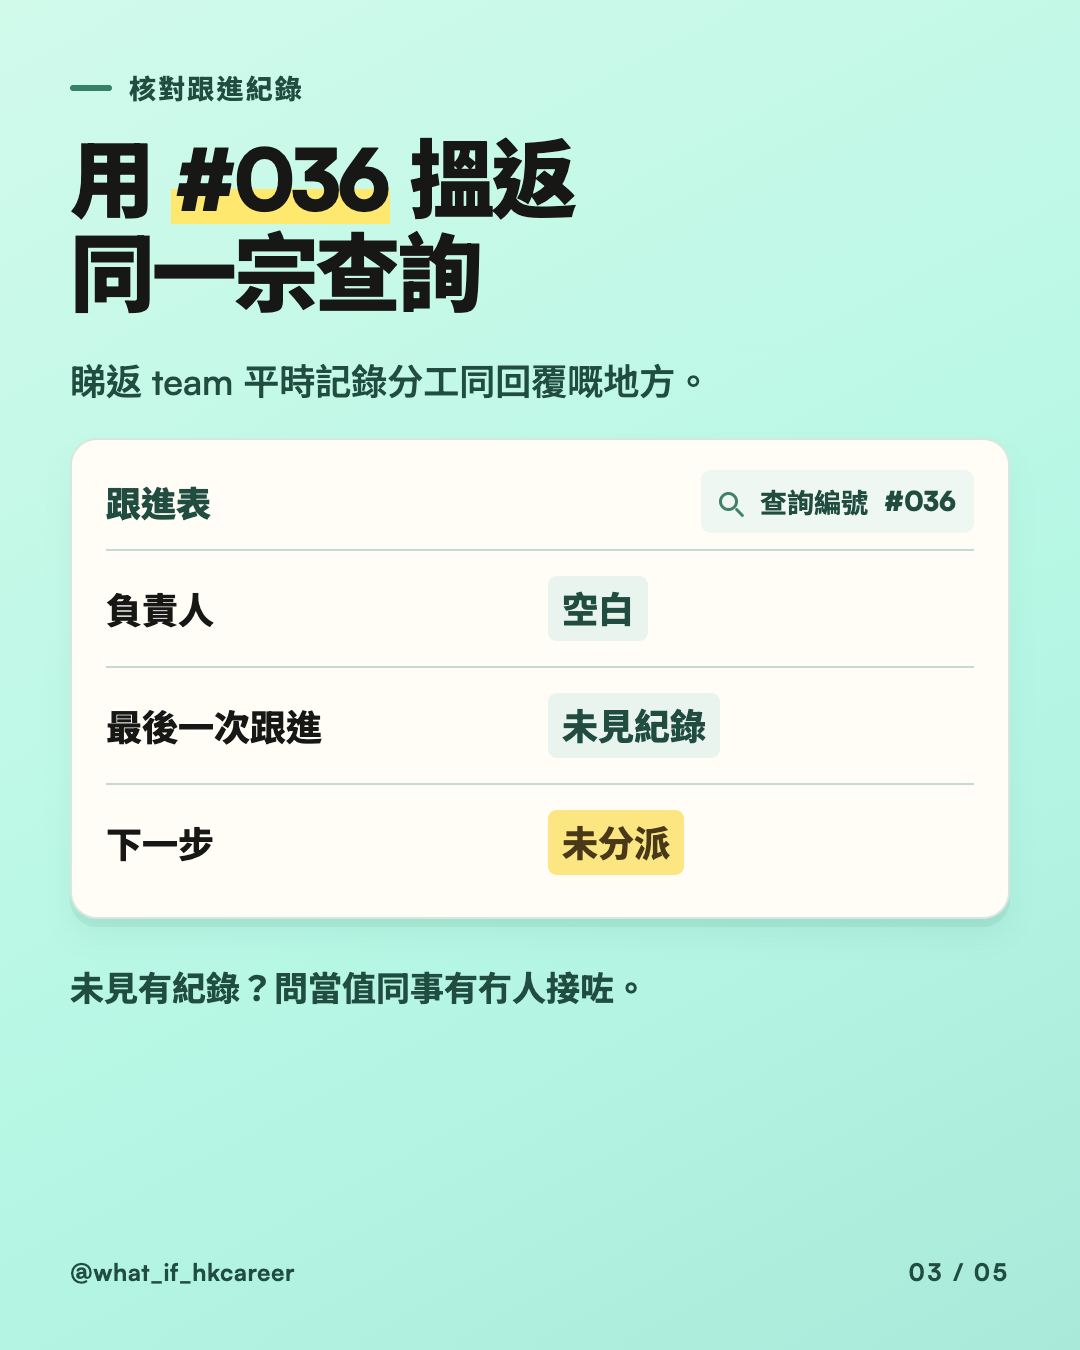 核對跟進紀錄
用 #036 搵返
同一宗查詢
睇返 team 平時記錄分工同回覆嘅地方。
跟進表
查詢編號 #036
負責人
空白
最後一次跟進
未見紀錄
下一步
未分派
未見有紀錄？問當值同事有冇人接咗。
@what_if_hkcareer
03 / 05